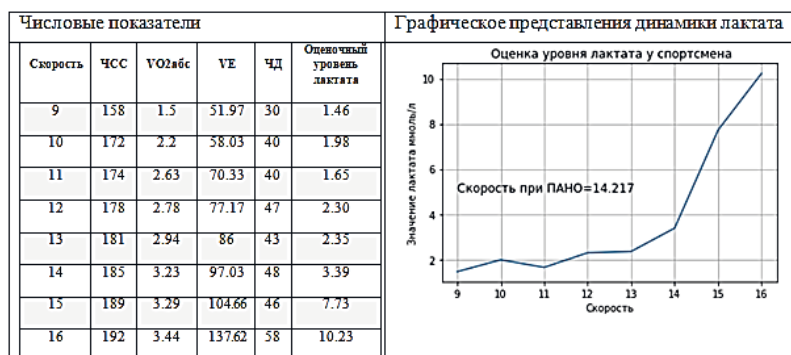 Числовые показатели
Графическое представления динамики лактата
Скорость ЧСС VO2абс VE ЧД Оценочный уровень лактата
9 158 1.5 51.97 30 1.46
10 172 2.2 58.03 40 1.98
11 174 2.63 70.33 40 1.65
12 178 2.78 77.17 47 2.30
13 181 2.94 86 43 2.35
14 185 3.23 97.03 48 3.39
15 189 3.29 104.66 46 7.73
16 192 3.44 137.62 58 10.23
Оценка уровня лактата у спортсмена
Значение лактата ммоль/л
10
8
6
4
2
Скорость при ПАНО=14.217
9 10 11 12 13 14 15 16
Скорость